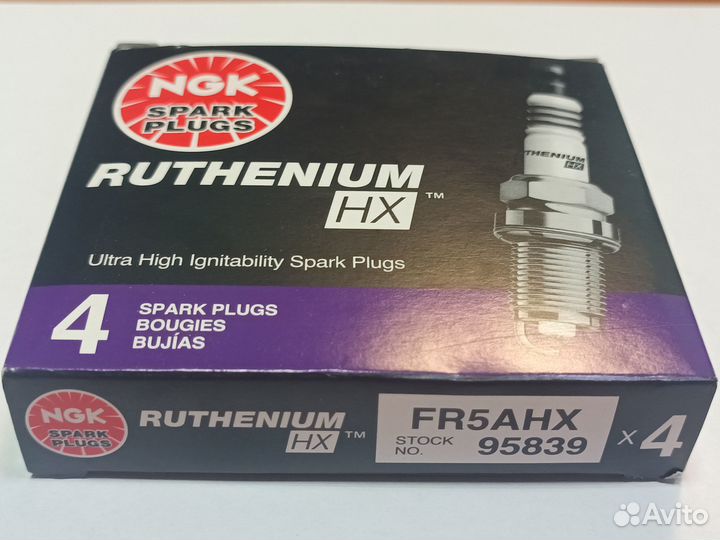 NGK
SPARK
PLUGS
RUTHENIUM
HX™
Ultra High Ignitability Spark Plugs
THENIUM
HX
4
SPARK PLUGS
BOUGIES
BUJÍAS
NGK
SPARK
PLUGS
RUTHENIUM
HX™
FR5AHX
STOCK NO. 95839
x4
Avito